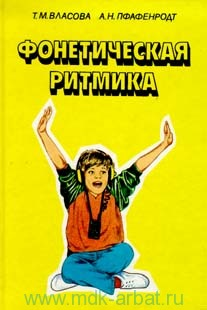 Т. М. ВЛАСОВА А. Н. ПФАФЕНРОДТ
ФОНЕТИЧЕСКАЯ
РИТМИКА
© www.mdk-arbat.ru